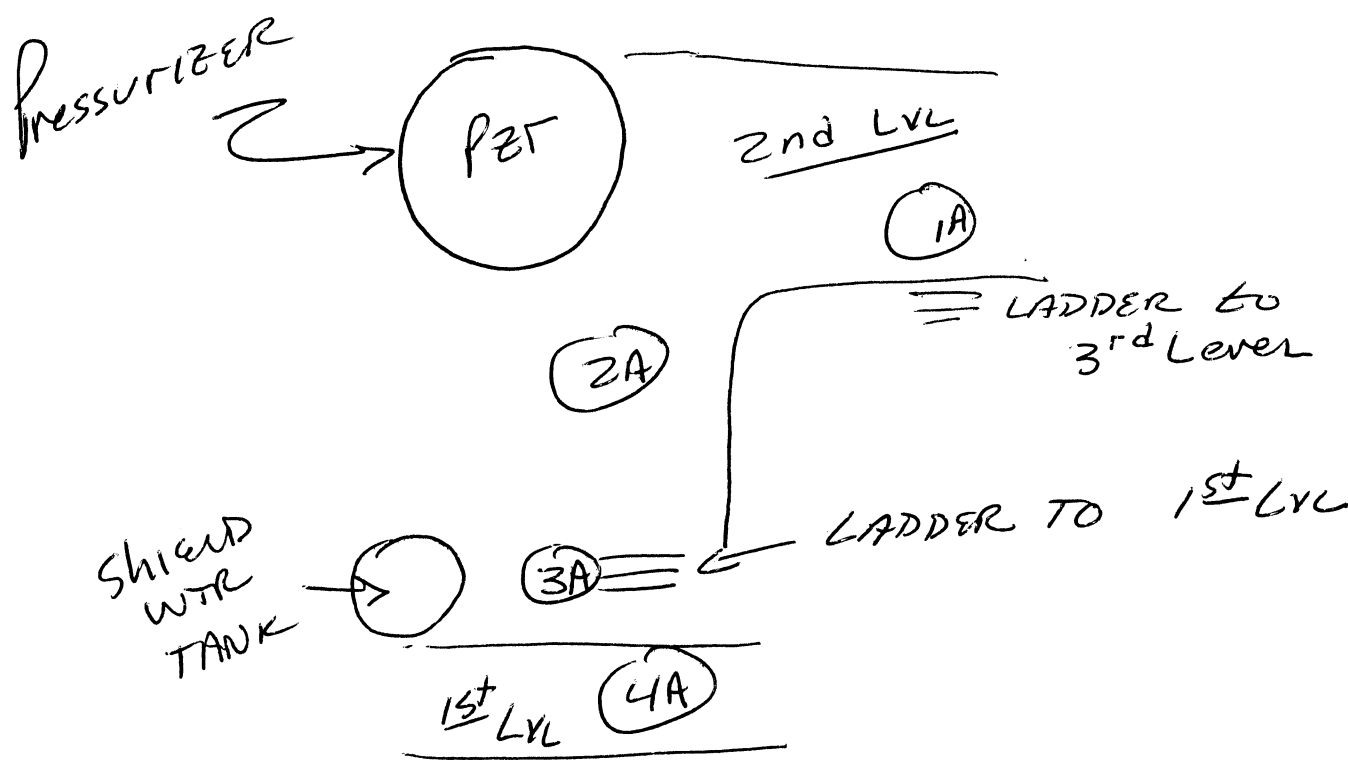 Pressurizer
PZr
2nd LVL
1A
LADDER to
3rd Level
2A
LADDER TO 1st LVL
Shield
WTR
TANK
3A
1st LVL
4A